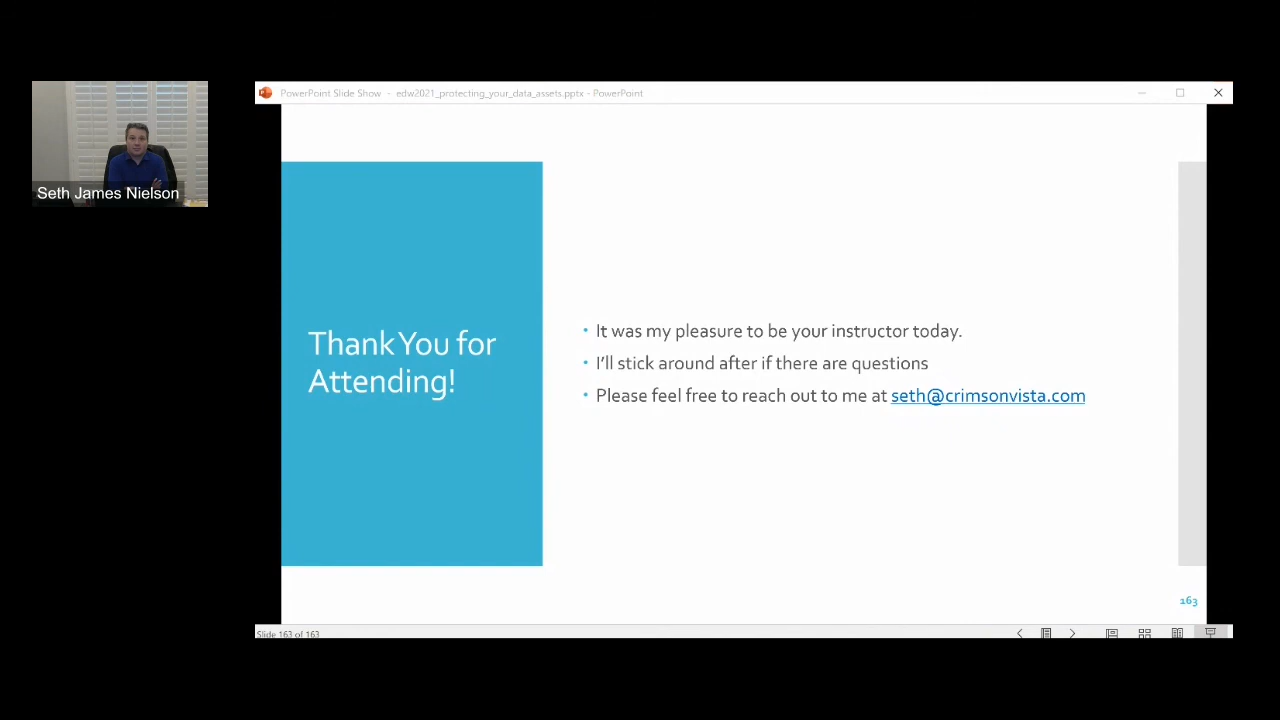 PowerPoint Slide Show - edw2021_protecting_your_data_assets.pptx - PowerPoint
Seth James Nielson
Thank You for
Attending!
• It was my pleasure to be your instructor today.
• I'll stick around after if there are questions
• Please feel free to reach out to me at seth@crimsonvista.com
163
Slide 163 of 163